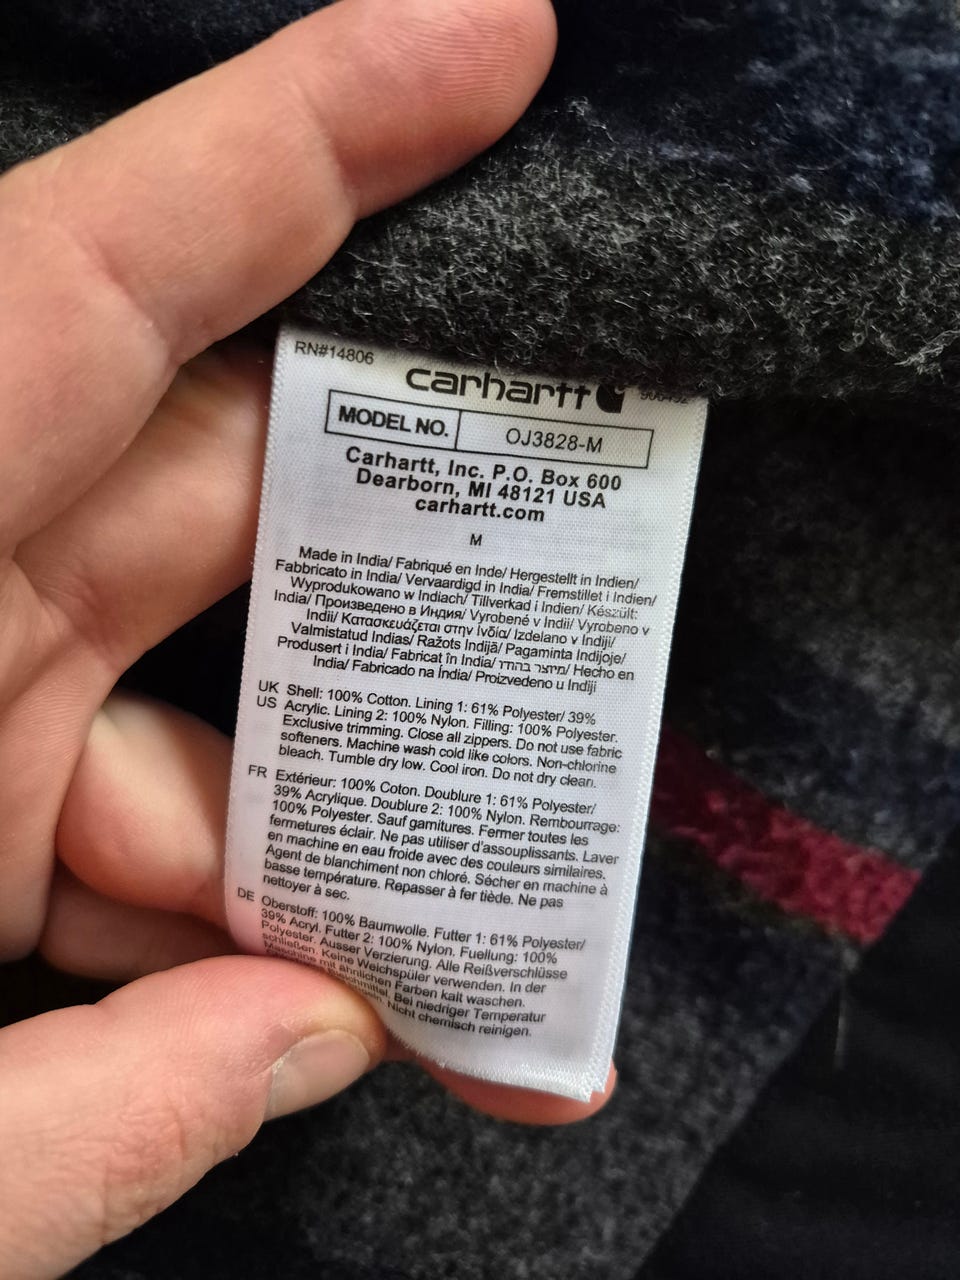 RN#14806
carhartt
MODEL NO. OJ3828-M
Carhartt, Inc. P.O. Box 600
Dearborn, MI 48121 USA
carhartt.com
M
Made in India/ Fabriqué en Inde/ Hergestellt in Indien/
Fabbricato in India/ Vervaardigd in India/ Fremstillet i Indien/
Wyprodukowano w Indiach/ Tillverkad i Indien/ Készült:
India/ Произведено в Индия/ Vyrobené v Indii/ Vyrobeno v
Indii/ Κατασκευάζεται στην Ινδία/ Izdelano v Indiji/
Valmistatud Indias/ Ražots Indijā/ Pagaminta Indijoje/
Produsert i India/ Fabricat în India/ מיוצר בהודו/ Hecho en
India/ Fabricado na Índia/ Proizvedeno u Indiji
UK Shell: 100% Cotton. Lining 1: 61% Polyester/ 39%
US Acrylic. Lining 2: 100% Nylon. Filling: 100% Polyester.
Exclusive trimming. Close all zippers. Do not use fabric
softeners. Machine wash cold like colors. Non-chlorine
bleach. Tumble dry low. Cool iron. Do not dry clean.
FR Extérieur: 100% Coton. Doublure 1: 61% Polyester/
39% Acrylique. Doublure 2: 100% Nylon. Rembourrage:
100% Polyester. Sauf garnitures. Fermer toutes les
fermetures éclair. Ne pas utiliser d'assouplissants. Laver
en machine en eau froide avec des couleurs similaires.
Agent de blanchiment non chloré. Sécher en machine à
basse température. Repasser à fer tiède. Ne pas
nettoyer à sec.
DE Oberstoff: 100% Baumwolle. Futter 1: 61% Polyester/
39% Acryl. Futter 2: 100% Nylon. Fuellung: 100%
Polyester. Ausser Verzierung. Alle Reißverschlüsse
schließen. Keine Weichspüler verwenden. In der
Maschine mit ähnlichen Farben kalt waschen.
Bei niedriger Temperatur
Nicht chemisch reinigen.